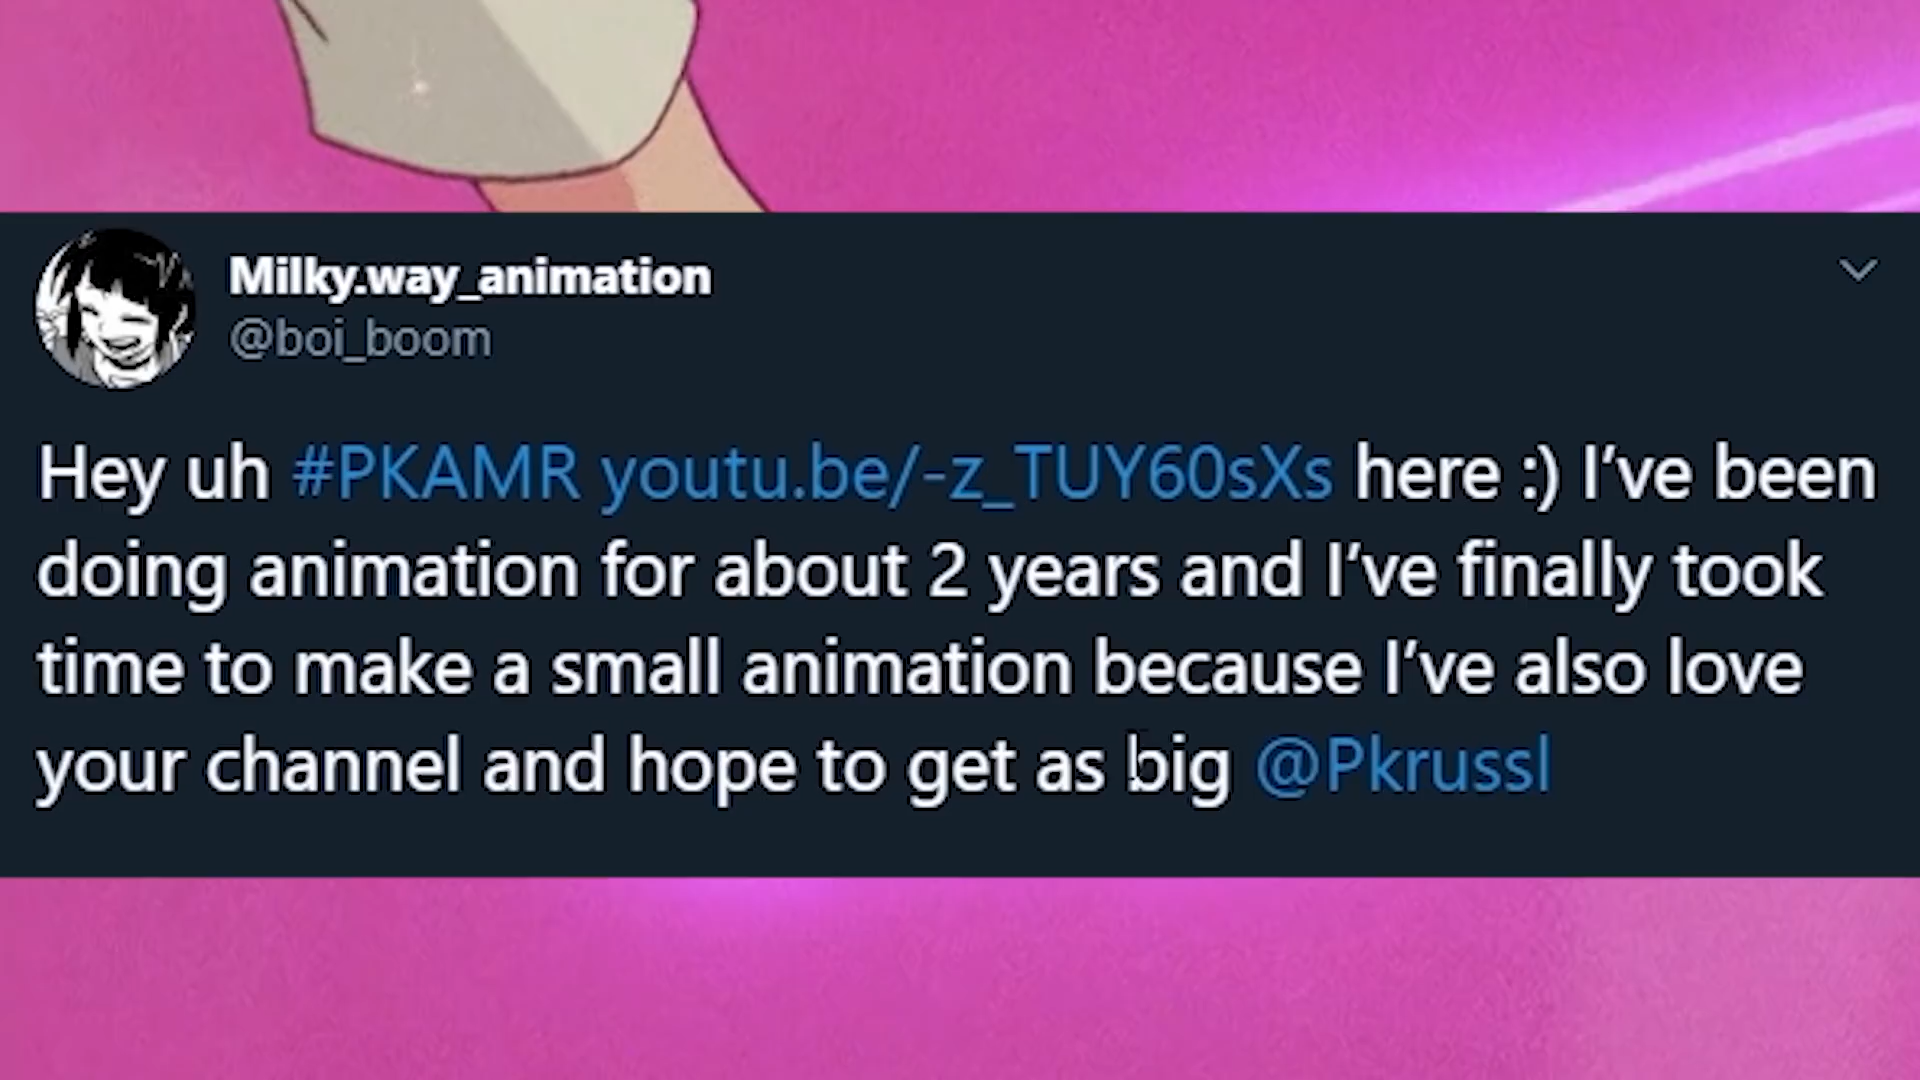 Milky.way_animation
@boi_boom
Hey uh #PKAMR youtu.be/-z_TUY60sXs here :) I’ve been
doing animation for about 2 years and I’ve finally took
time to make a small animation because I’ve also love
your channel and hope to get as big @Pkrussl